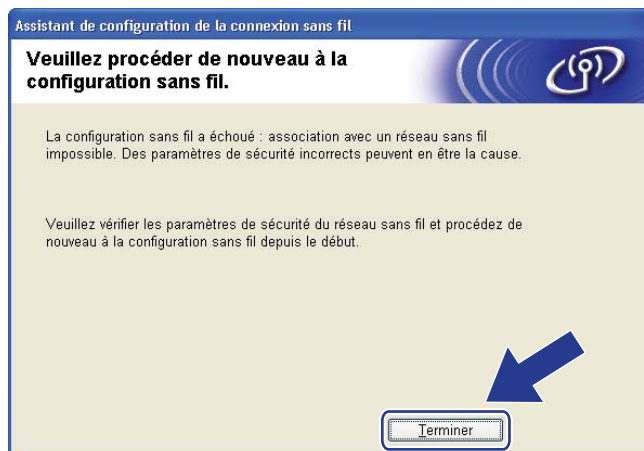 Assistant de configuration de la connexion sans fil
Veuillez procéder de nouveau à la
configuration sans fil.
La configuration sans fil a échoué : association avec un réseau sans fil
impossible. Des paramètres de sécurité incorrects peuvent en être la cause.
Veuillez vérifier les paramètres de sécurité du réseau sans fil et procédez de
nouveau à la configuration sans fil depuis le début.
Terminer